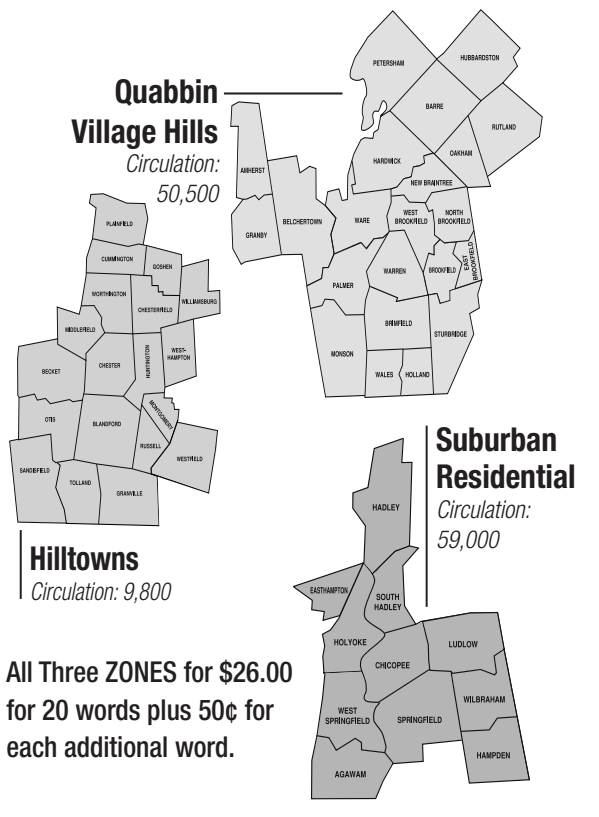 Quabbin
Village Hills
Circulation:
50,500
PETERSHAM
HUBBARDSTON
BARRE
RUTLAND
HARDWICK
OAKHAM
NEW BRAINTREE
AMHERST
GRANBY
BELCHERTOWN
WARE
WEST
BROOKFIELD
NORTH
BROOKFIELD
PALMER
WARREN
BROOKFIELD
EAST
BROOKFIELD
BRIMFIELD
STURBRIDGE
MONSON
WALES
HOLLAND
PLAINFIELD
CUMMINGTON
GOSHEN
WORTHINGTON
CHESTERFIELD
WILLIAMSBURG
MIDDLEFIELD
BECKET
CHESTER
HUNTINGTON
WEST-
HAMPTON
OTIS
BLANDFORD
MONTGOMERY
RUSSELL
WESTFIELD
SANDISFIELD
TOLLAND
GRANVILLE
Hilltowns
Circulation: 9,800
Suburban
Residential
Circulation:
59,000
HADLEY
EASTHAMPTON
SOUTH
HADLEY
HOLYOKE
CHICOPEE
LUDLOW
WEST
SPRINGFIELD
SPRINGFIELD
WILBRAHAM
HAMPDEN
AGAWAM
All Three ZONES for $26.00
for 20 words plus 50¢ for
each additional word.